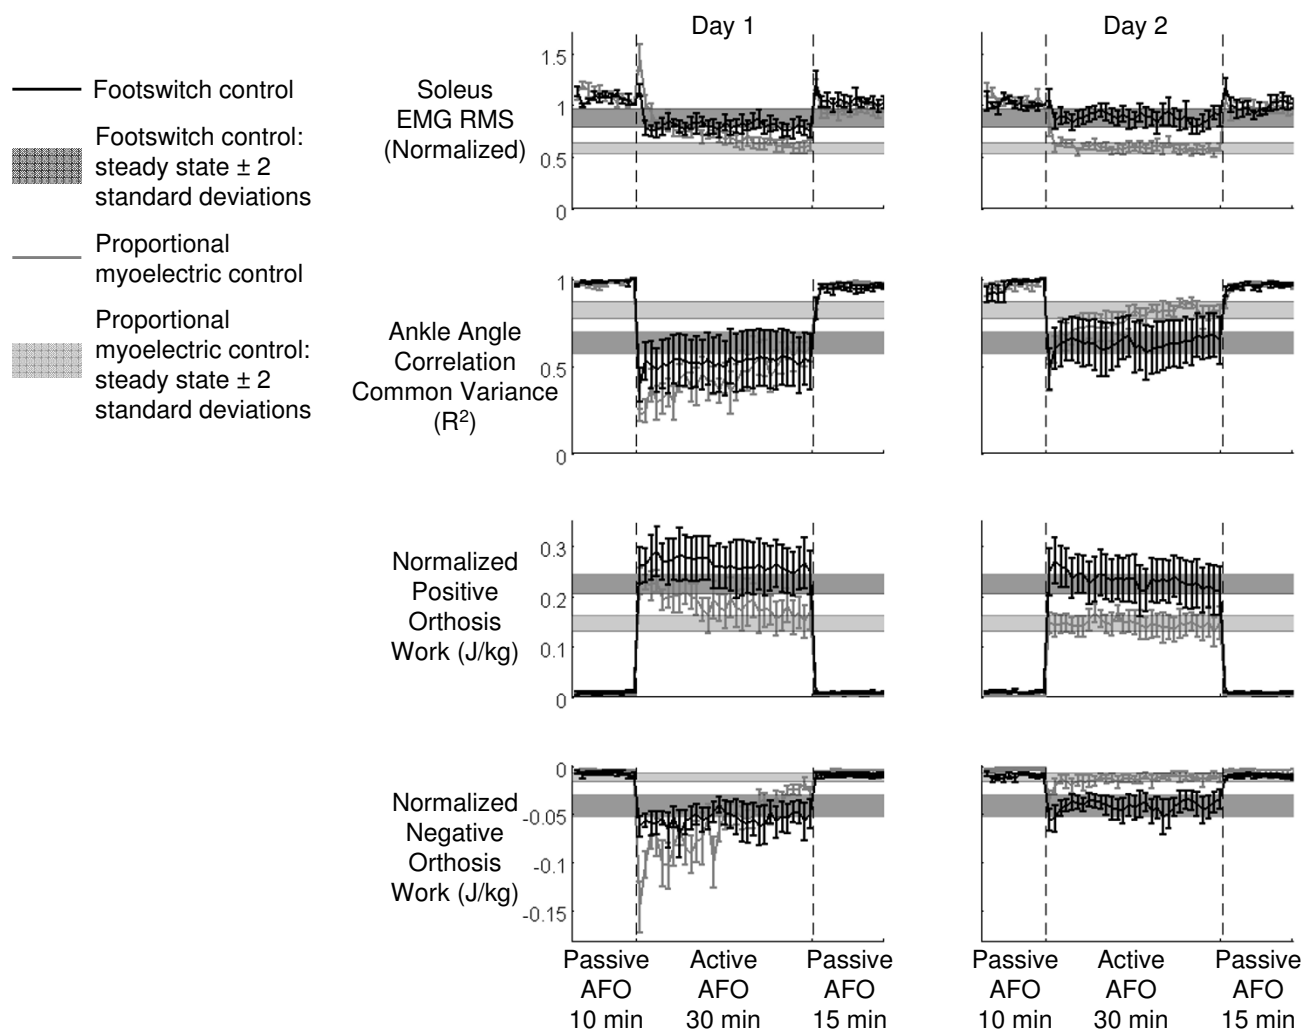 Day 1
Day 2
Footswitch control
Footswitch control:
steady state ± 2
standard deviations
Proportional
myoelectric control
Proportional
myoelectric control:
steady state ± 2
standard deviations
Soleus
EMG RMS
(Normalized)
1.5
1
0.5
0
Ankle Angle
Correlation
Common Variance
(R²)
1
0.5
0
Normalized
Positive
Orthosis
Work (J/kg)
0.3
0.2
0.1
0
Normalized
Negative
Orthosis
Work (J/kg)
0
-0.05
-0.1
-0.15
Passive
AFO
10 min
Active
AFO
30 min
Passive
AFO
15 min
Passive
AFO
10 min
Active
AFO
30 min
Passive
AFO
15 min